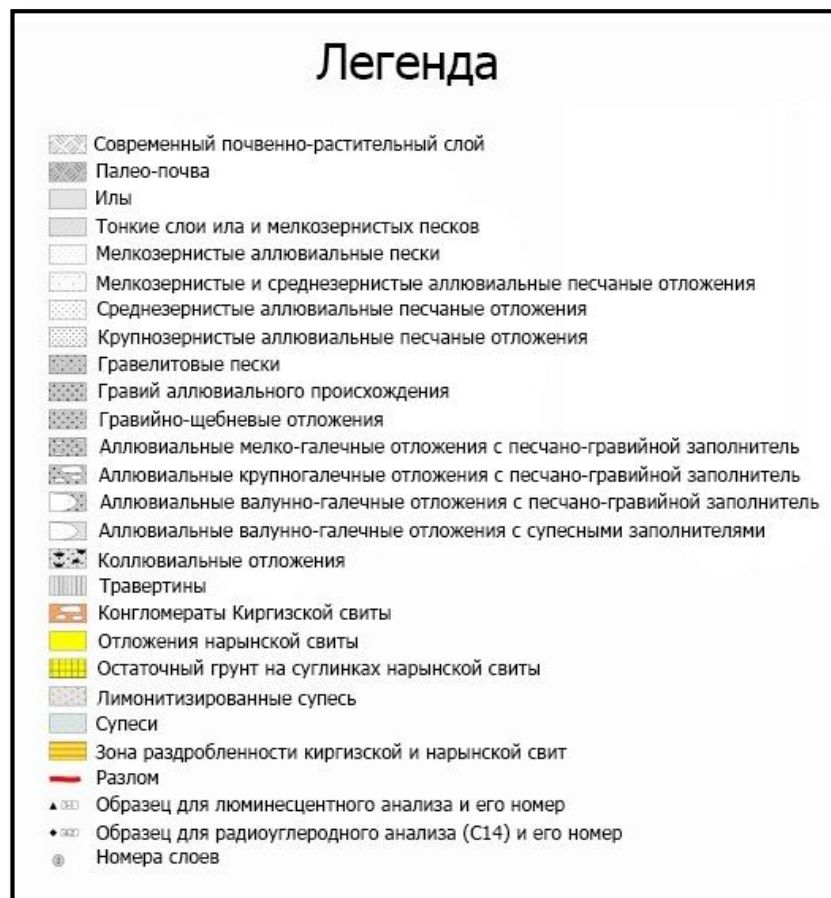 Легенда
Современный почвенно-растительный слой
Палео-почва
Илы
Тонкие слои ила и мелкозернистых песков
Мелкозернистые аллювиальные пески
Мелкозернистые и среднезернистые аллювиальные песчаные отложения
Среднезернистые аллювиальные песчаные отложения
Крупнозернистые аллювиальные песчаные отложения
Гравелитовые пески
Гравий аллювиального происхождения
Гравийно-щебневые отложения
Аллювиальные мелко-галечные отложения с песчано-гравийной заполнитель
Аллювиальные крупногалечные отложения с песчано-гравийной заполнитель
Аллювиальные валунно-галечные отложения с песчано-гравийной заполнитель
Аллювиальные валунно-галечные отложения с супесными заполнителями
Коллювиальные отложения
Травертины
Конгломераты Киргизской свиты
Отложения нарынской свиты
Остаточный грунт на суглинках нарынской свиты
Лимонитизированные супесь
Супеси
Зона раздробленности киргизской и нарынской свит
Разлом
Образец для люминесцентного анализа и его номер
Образец для радиоуглеродного анализа (С14) и его номер
Номера слоев